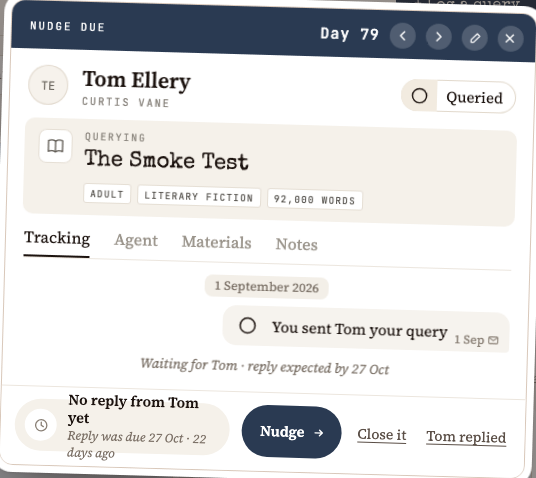 Log a query
NUDGE DUE
Day 79
TE
Tom Ellery
CURTIS VANE
Queried
QUERYING
The Smoke Test
ADULT
LITERARY FICTION
92,000 WORDS
Tracking
Agent
Materials
Notes
1 September 2026
You sent Tom your query
1 Sep
Waiting for Tom · reply expected by 27 Oct
No reply from Tom
yet
Reply was due 27 Oct · 22
days ago
Nudge →
Close it
Tom replied